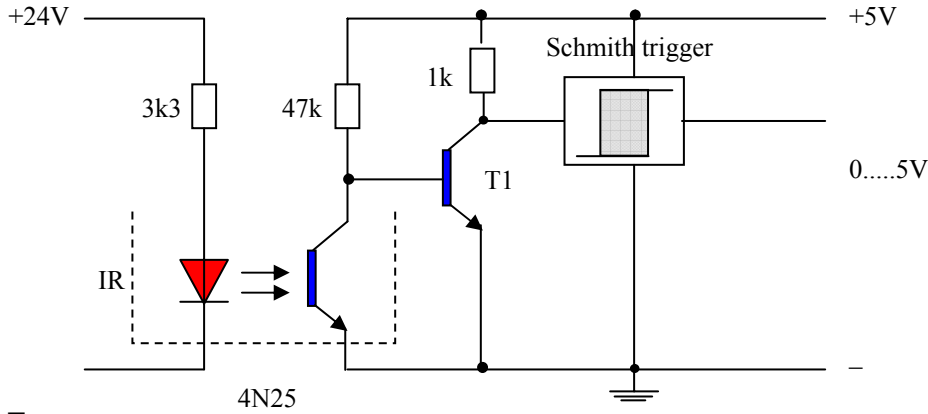 +24V
+5V
Schmith trigger
1k
3k3
47k
T1
0.....5V
IR
–
4N25
–